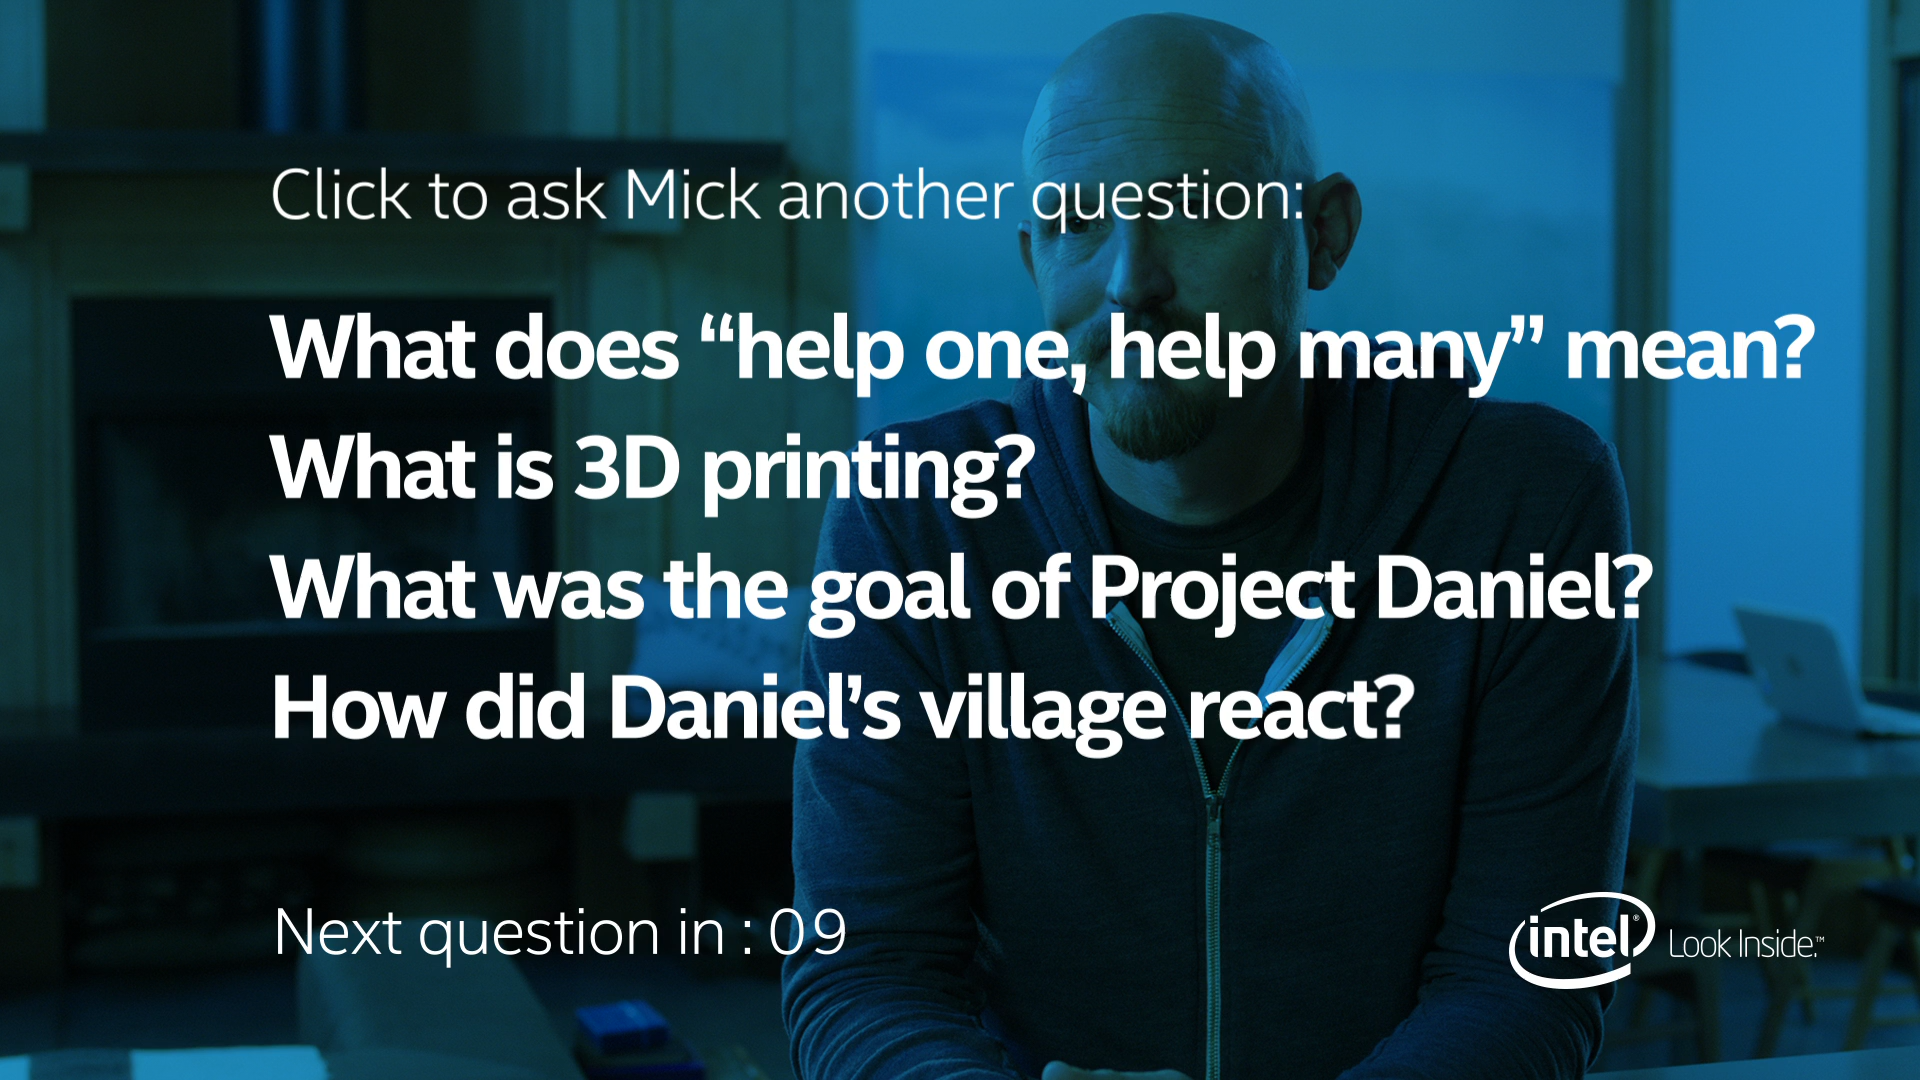 Click to ask Mick another question:
What does “help one, help many” mean?
What is 3D printing?
What was the goal of Project Daniel?
How did Daniel’s village react?
Next question in : 09
intel® Look Inside.™